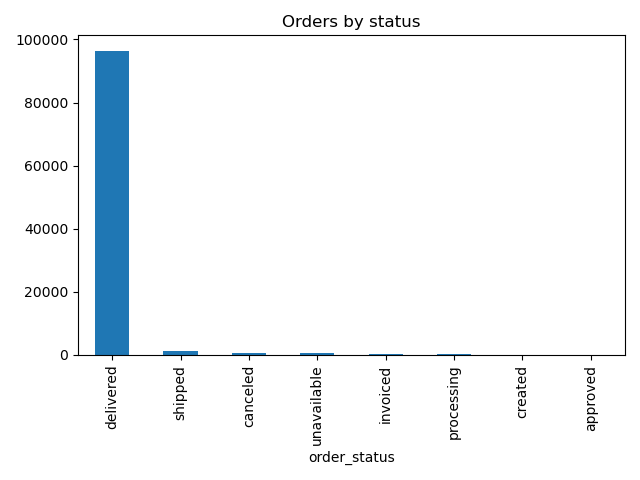 Orders by status
100000
80000
60000
40000
20000
0
delivered
shipped
canceled
unavailable
invoiced
processing
created
approved
order_status